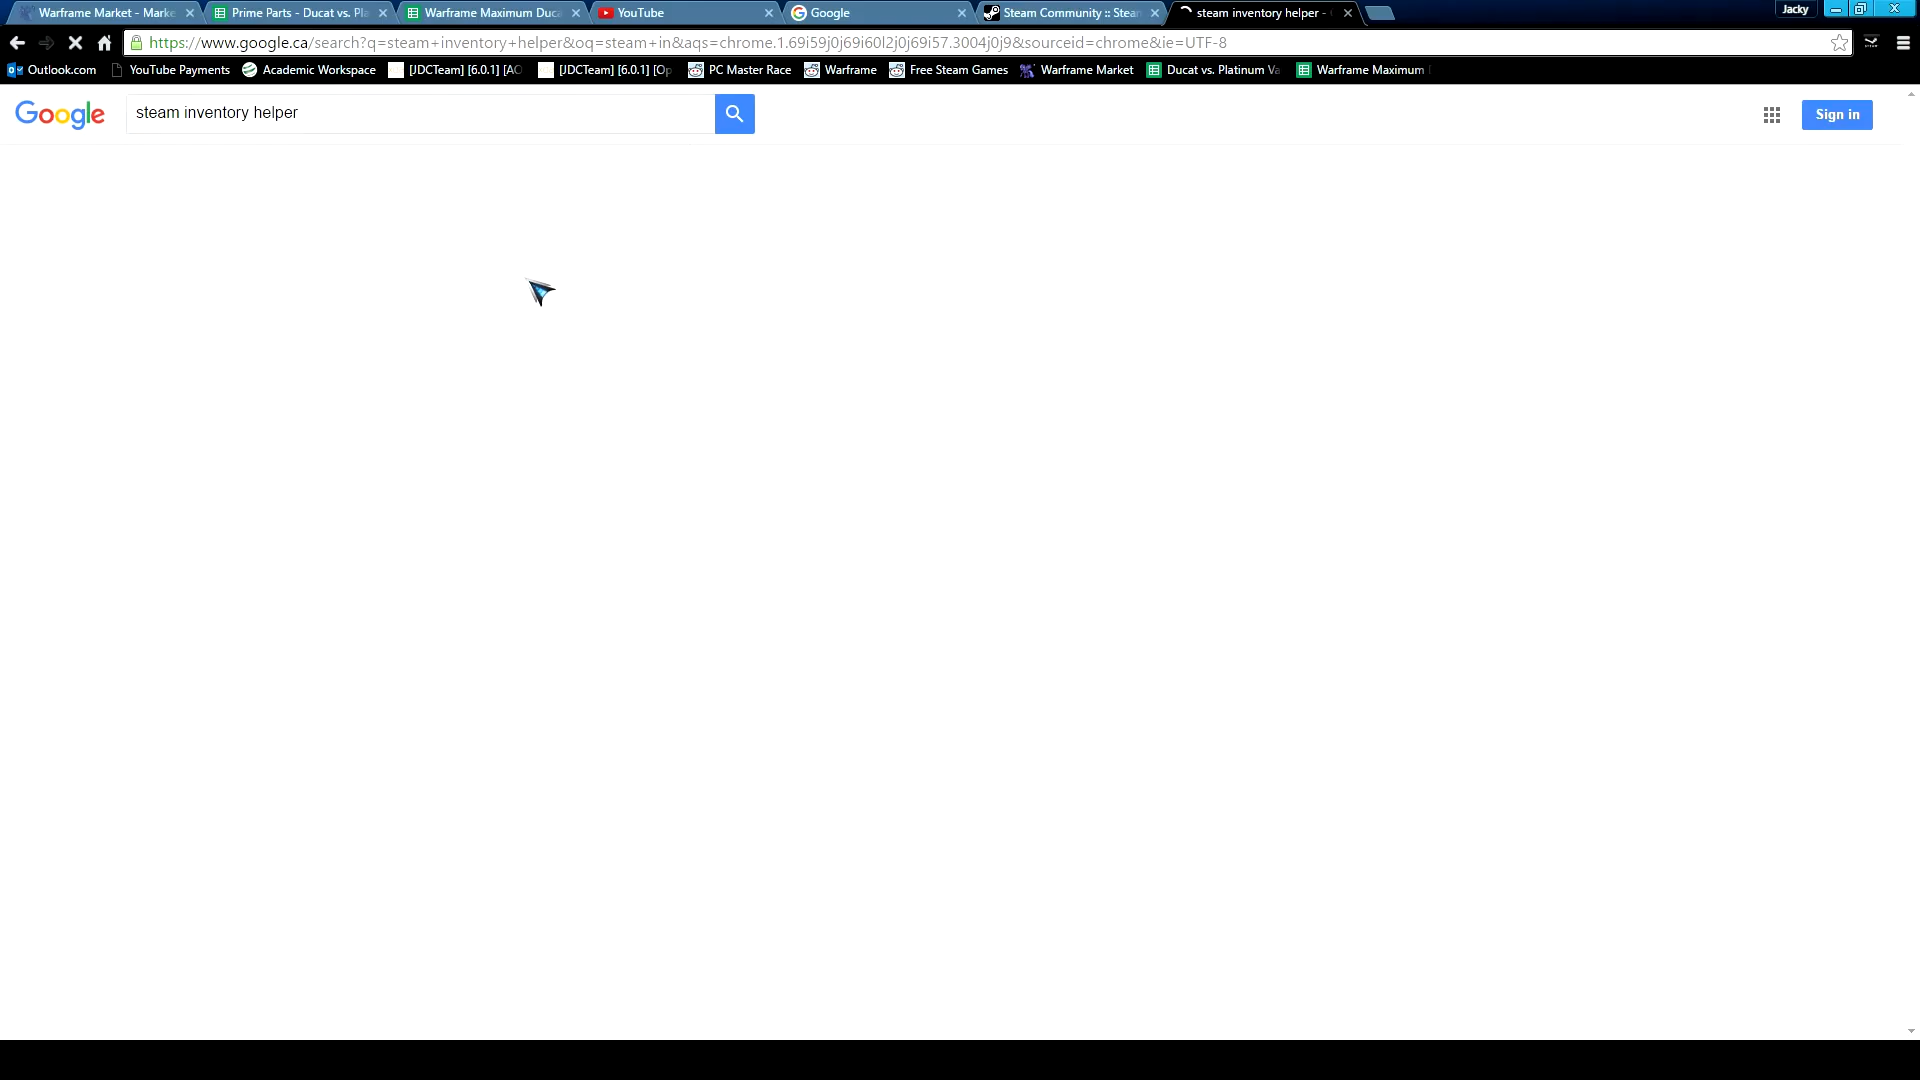 Warframe Market - Marke
Prime Parts - Ducat vs. Pla
Warframe Maximum Duca
YouTube
Google
Steam Community :: Steam
steam inventory helper -
Jacky
https://www.google.ca/search?q=steam+inventory+helper&oq=steam+in&aqs=chrome.1.69i59j0j69i60l2j0j69i57.3004j0j9&sourceid=chrome&ie=UTF-8
Outlook.com
YouTube Payments
Academic Workspace
[JDCTeam] [6.0.1] [AO
[JDCTeam] [6.0.1] [Op
PC Master Race
Warframe
Free Steam Games
Warframe Market
Ducat vs. Platinum Va
Warframe Maximum
Google
steam inventory helper
Sign in